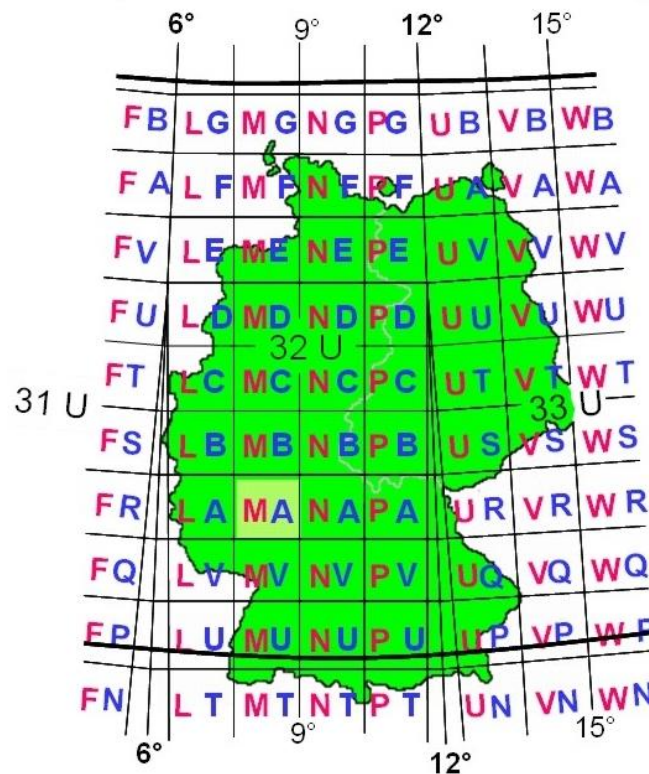 6° 9° 12° 15°
FB LG MG NG PG UB VB WB
FA LF MF NF PF UA VA WA
FV LE ME NE PE UV VV WV
FU LD MD ND PD UU VU WU
32 U
FT LC MC NC PC UT VT WT
31 U 33 U
FS LB MB NB PB US VS WS
FR LA MA NA PA UR VR WR
FQ LV MV NV PV UQ VQ WQ
FP LU MU NU PU UP VP WP
FN LT MT NT PT UN VN WN
6° 9° 12° 15°